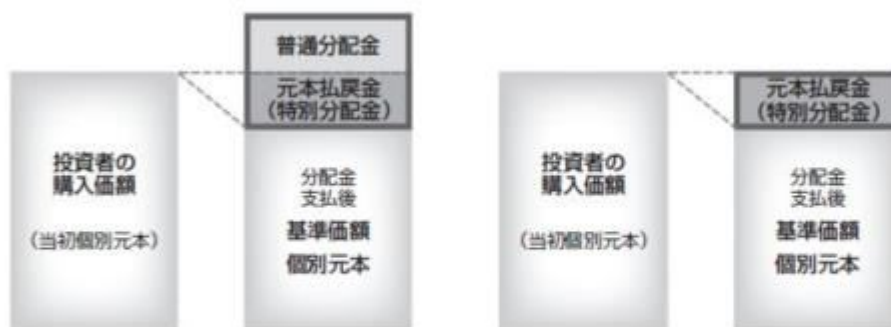 普通分配金
元本払戻金
（特別分配金）
投資者の
購入価額
（当初個別元本）
分配金
支払後
基準価額
個別元本
元本払戻金
（特別分配金）
投資者の
購入価額
（当初個別元本）
分配金
支払後
基準価額
個別元本